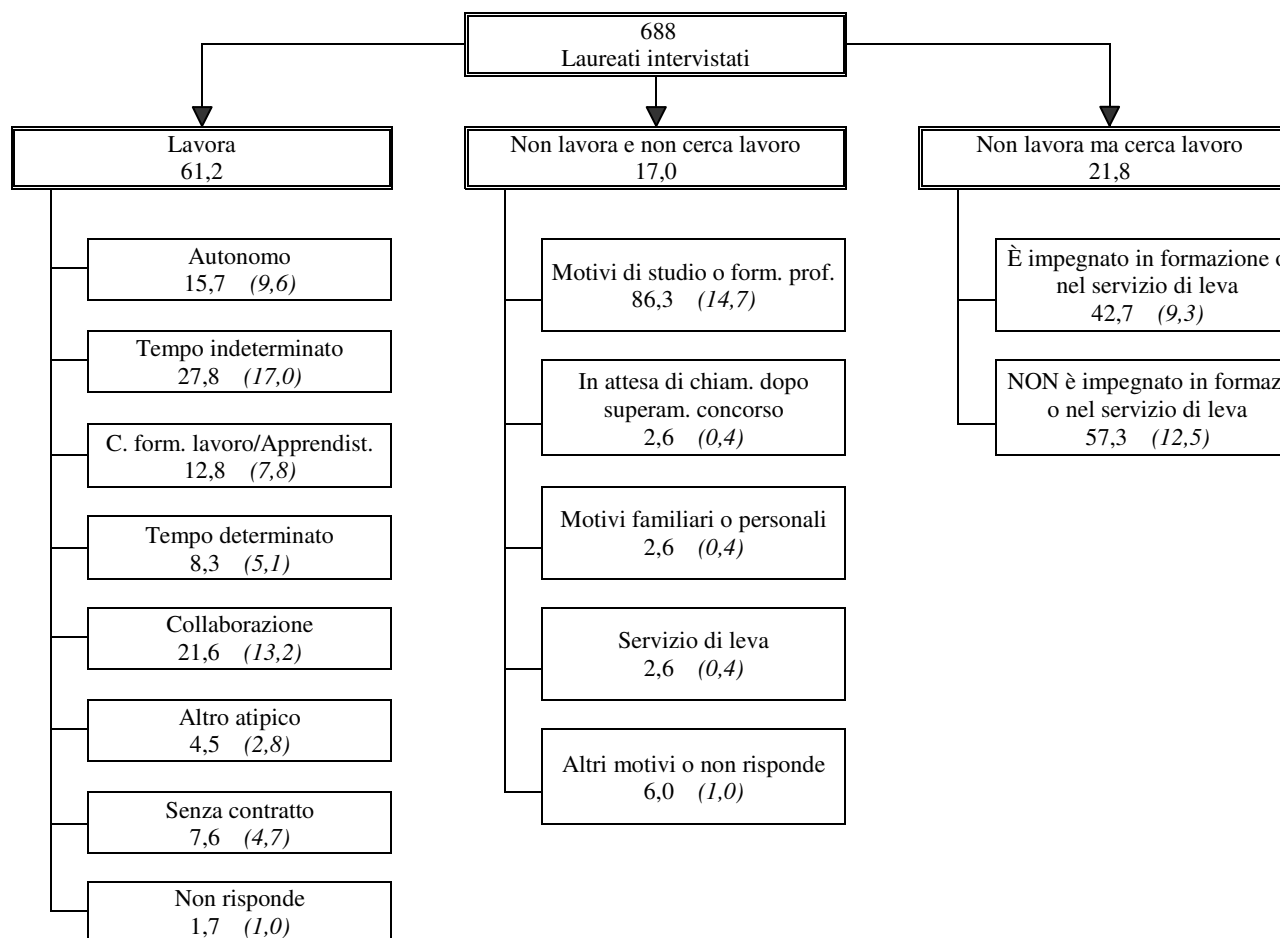 688
Laureati intervistati
Lavora
61,2
Autonomo
15,7 (9,6)
Tempo indeterminato
27,8 (17,0)
C. form. lavoro/Apprendist.
12,8 (7,8)
Tempo determinato
8,3 (5,1)
Collaborazione
21,6 (13,2)
Altro atipico
4,5 (2,8)
Senza contratto
7,6 (4,7)
Non risponde
1,7 (1,0)
Non lavora e non cerca lavoro
17,0
Motivi di studio o form. prof.
86,3 (14,7)
In attesa di chiam. dopo
superam. concorso
2,6 (0,4)
Motivi familiari o personali
2,6 (0,4)
Servizio di leva
2,6 (0,4)
Altri motivi o non risponde
6,0 (1,0)
Non lavora ma cerca lavoro
21,8
È impegnato in formazione o
nel servizio di leva
42,7 (9,3)
NON è impegnato in
o nel servizio di leva
57,3 (12,5)